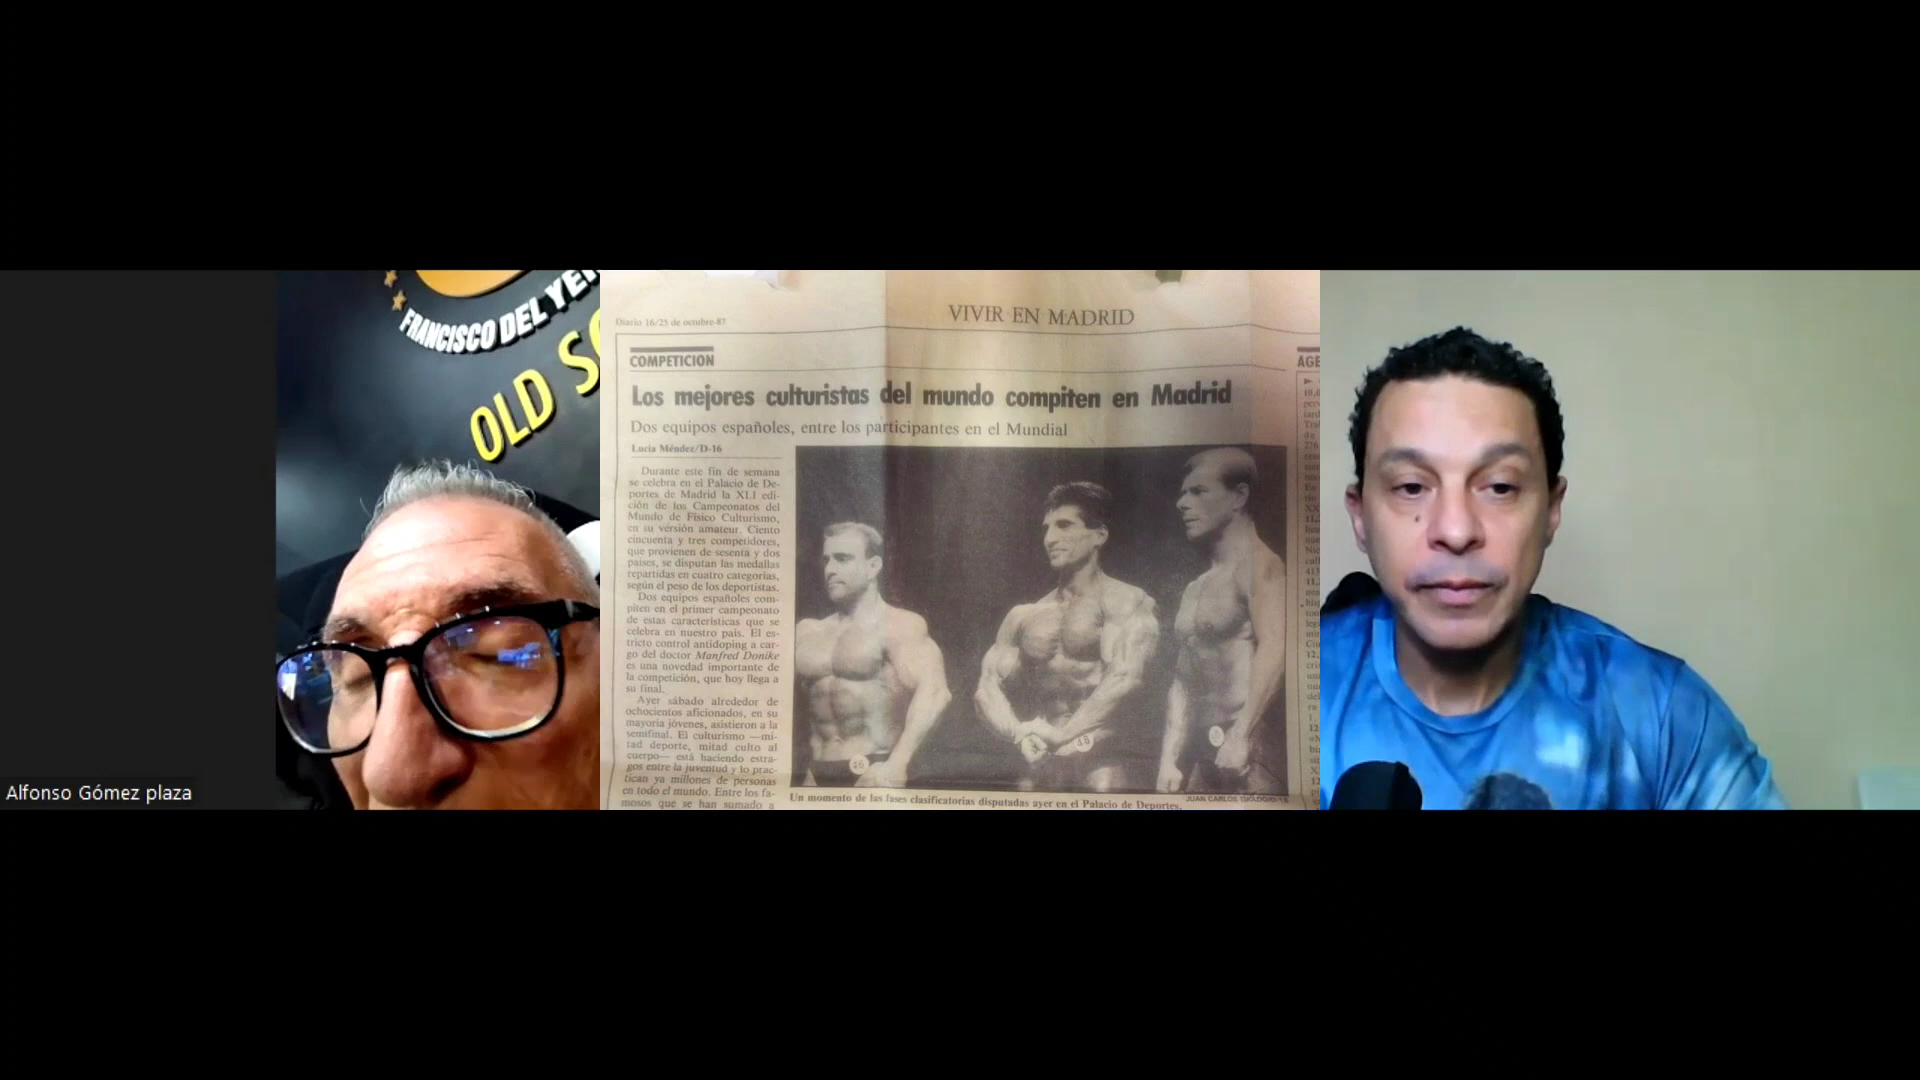 FRANCISCO DEL YE
OLD SC
Alfonso Gómez plaza
Diario 16/25 de octubre-87
VIVIR EN MADRID
COMPETICION
AGE
Los mejores culturistas del mundo compiten en Madrid
Dos equipos españoles, entre los participantes en el Mundial
Lucía Méndez/D-16
Durante este fin de semana
se celebra en el Palacio de De-
portes de Madrid la XLI edi-
ción de los Campeonatos del
Mundo de Físico Culturismo,
en su versión amateur. Ciento
cincuenta y tres competidores,
que provienen de sesenta y dos
países, se disputan las medallas
repartidas en cuatro categorías,
según el peso de los deportistas.
Dos equipos españoles com-
piten en el primer campeonato
de estas características que se
celebra en nuestro país. El es-
tricto control antidoping a car-
go del doctor Manfred Donike
es una novedad importante de
la competición, que hoy llega a
su final.
Ayer sábado alrededor de
ochocientos aficionados, en su
mayoría jóvenes, asistieron a la
semifinal. El culturismo —mi-
tad deporte, mitad culto al
cuerpo— está haciendo estra-
gos entre la juventud y lo prac-
tican ya millones de personas
en todo el mundo. Entre los fa-
mosos que se han sumado a
46
48
Un momento de las fases clasificatorias disputadas ayer en el Palacio de Deportes.
JUAN CARLOS